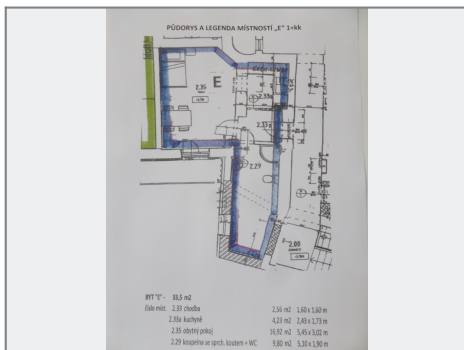 PŮDORYS A LEGENDA MÍSTNOSTÍ „E" 1+kk
E
2.35
2.33a
2.33
2.29
2.00
BYT "E" - 33,5 m2
číslo míst. 2.33 chodba 2,56 m2 1,60 x 1,60 m
2.33a kuchyně 4,23 m2 2,43 x 1,73 m
2.35 obytný pokoj 16,92 m2 5,45 x 3,02 m
2.29 koupelna se sprch. koutem + WC 9,80 m2 5,10 x 1,90 m